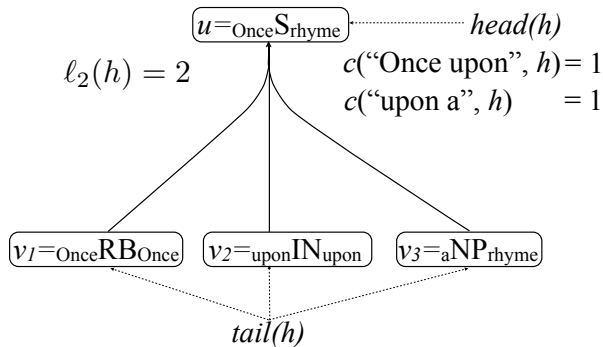 u=OnceSrhyme
head(h)
ℓ2(h) = 2
c(“Once upon”, h) = 1
c(“upon a”, h) = 1
v1=OnceRBOnce
v2=uponINupon
v3=aNPrhyme
tail(h)